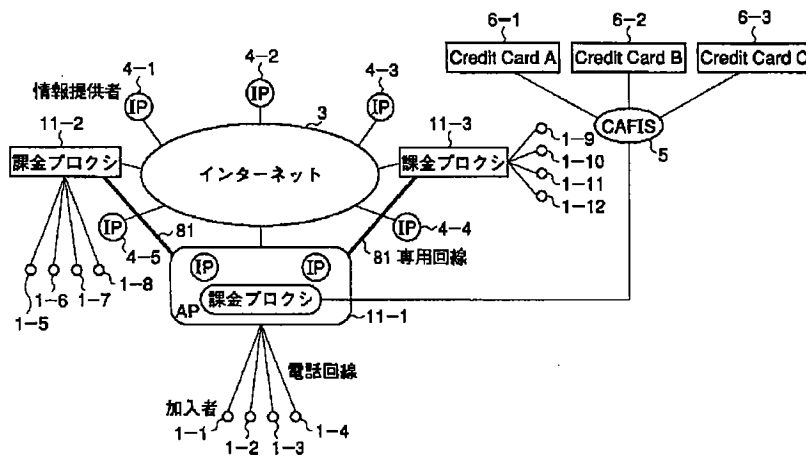 6-1
6-2
6-3
Credit Card A
Credit Card B
Credit Card C
4-1
4-2
4-3
情報提供者
IP
IP
IP
3
11-2
11-3
課金プロクシ
インターネット
課金プロクシ
CAFIS
5
1-9
1-10
1-11
1-12
IP
4-5
81
IP
4-4
81 専用回線
1-5
1-6
1-7
1-8
IP
IP
AP
課金プロクシ
11-1
電話回線
加入者
1-1
1-2
1-3
1-4